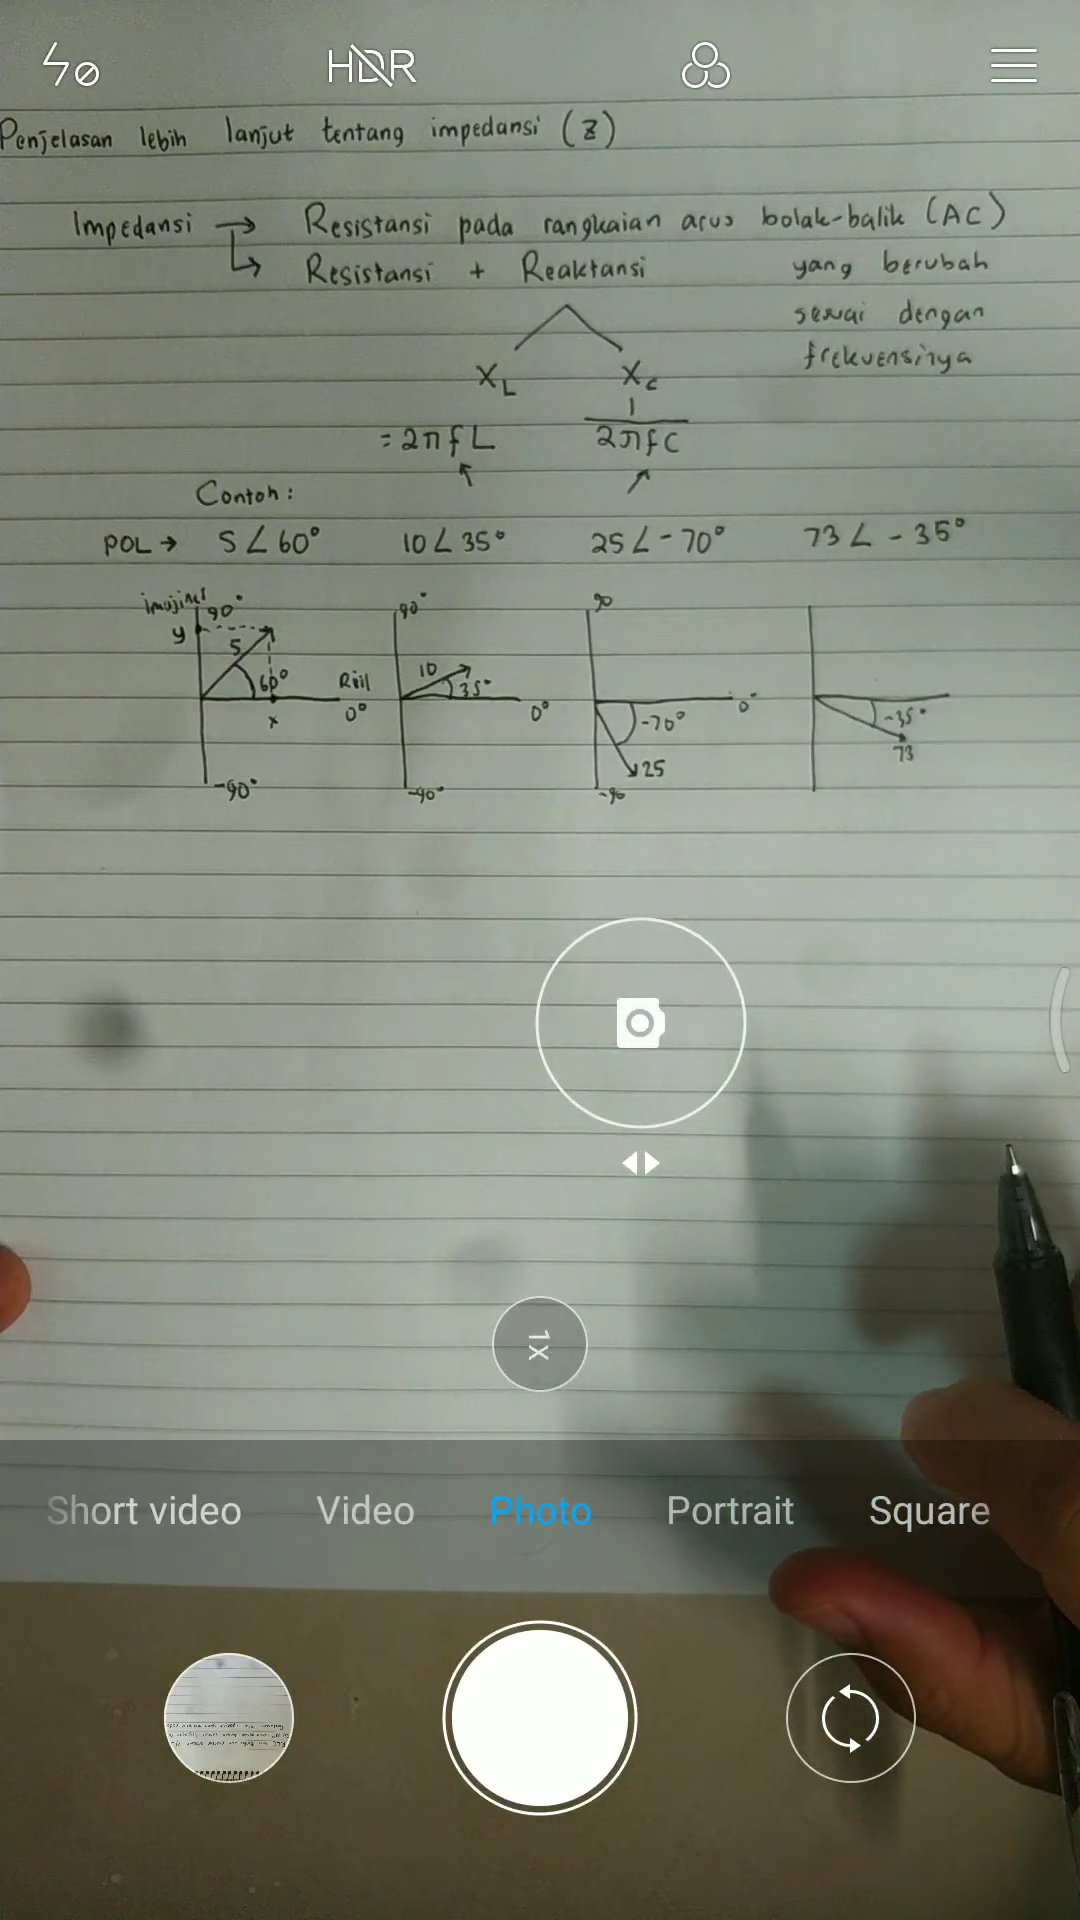 HDR
Penjelasan lebih lanjut tentang impedansi (Z)
Impedansi → Resistansi pada rangkaian arus bolak-balik (AC)
↳ Resistansi + Reaktansi yang berubah
sesuai dengan
frekuensinya
X_L X_C
= 2πfL 1/2πfC
Contoh:
POL → 5∠60° 10∠35° 25∠-70° 73∠-35°
imajiner 90° 90° 90
y 5 60° Riil 10 35° -70° -35°
x 0° 0° 0° 73
25
-90° -90° -90
1X
Short video Video Photo Portrait Square